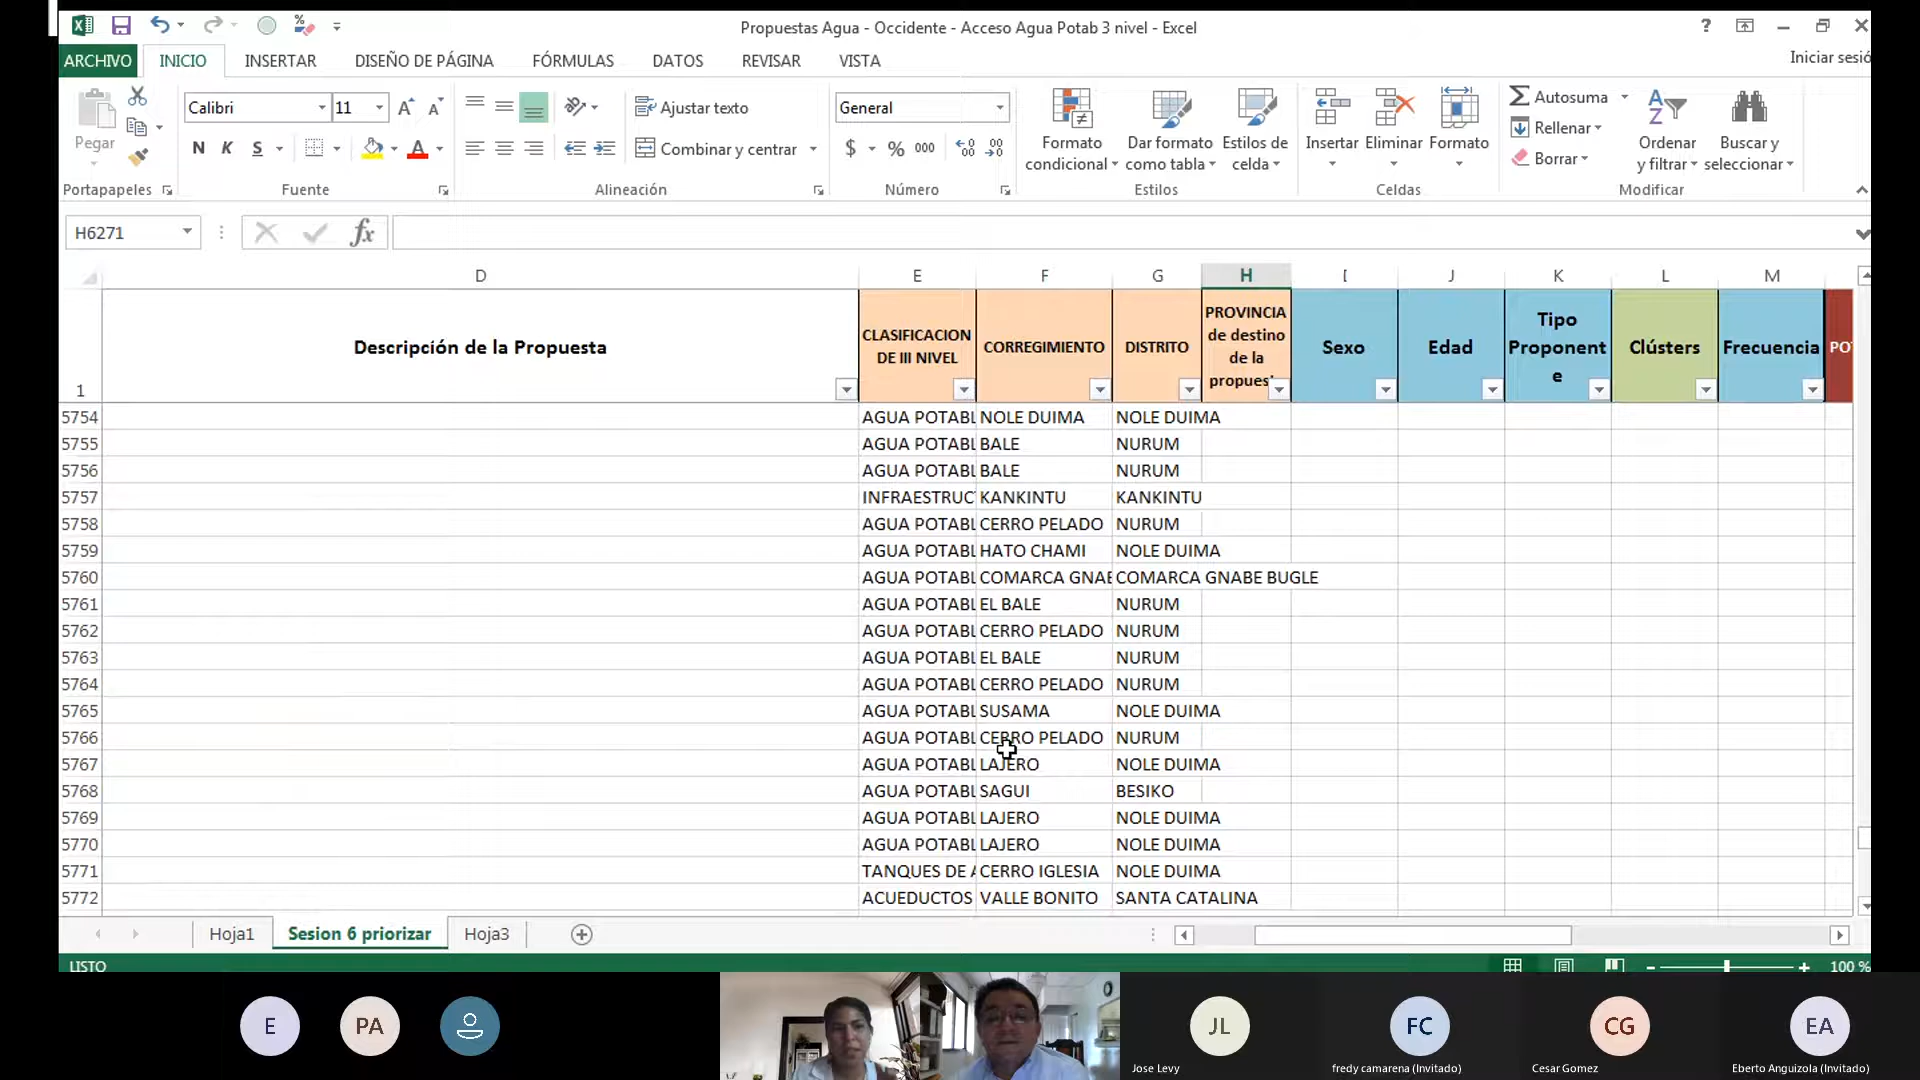 Propuestas Agua - Occidente - Acceso Agua Potab 3 nivel - Excel
ARCHIVO INICIO INSERTAR DISEÑO DE PÁGINA FÓRMULAS DATOS REVISAR VISTA
Iniciar sesió
Pegar
Calibri 11
Ajustar texto
General
Formato condicional
Dar formato como tabla
Estilos de celda
Insertar Eliminar Formato
Autosuma
Rellenar
Borrar
Ordenar y filtrar
Buscar y seleccionar
N K S
Combinar y centrar
$ % 000
Portapapeles Fuente Alineación Número Estilos Celdas Modificar
H6271
fx
D E F G H I J K L M
1 Descripción de la Propuesta
CLASIFICACION DE III NIVEL
CORREGIMIENTO
DISTRITO
PROVINCIA de destino de la propues
Sexo
Edad
Tipo Proponente
Clústers
Frecuencia
PO
5754 AGUA POTABL NOLE DUIMA NOLE DUIMA
5755 AGUA POTABL BALE NURUM
5756 AGUA POTABL BALE NURUM
5757 INFRAESTRUC KANKINTU KANKINTU
5758 AGUA POTABL CERRO PELADO NURUM
5759 AGUA POTABL HATO CHAMI NOLE DUIMA
5760 AGUA POTABL COMARCA GNAB COMARCA GNABE BUGLE
5761 AGUA POTABL EL BALE NURUM
5762 AGUA POTABL CERRO PELADO NURUM
5763 AGUA POTABL EL BALE NURUM
5764 AGUA POTABL CERRO PELADO NURUM
5765 AGUA POTABL SUSAMA NOLE DUIMA
5766 AGUA POTABL CERRO PELADO NURUM
5767 AGUA POTABL LAJERO NOLE DUIMA
5768 AGUA POTABL SAGUI BESIKO
5769 AGUA POTABL LAJERO NOLE DUIMA
5770 AGUA POTABL LAJERO NOLE DUIMA
5771 TANQUES DE A CERRO IGLESIA NOLE DUIMA
5772 ACUEDUCTOS VALLE BONITO SANTA CATALINA
Hoja1 Sesion 6 priorizar Hoja3
LISTO
100 %
E PA JL FC CG EA
Jose Levy
fredy camarena (Invitado)
Cesar Gomez
Eberto Anguizola (Invitado)